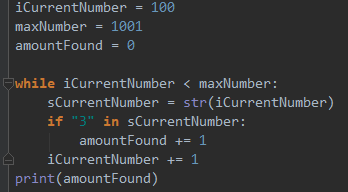 iCurrentNumber = 100
maxNumber = 1001
amountFound = 0

while iCurrentNumber < maxNumber:
    sCurrentNumber = str(iCurrentNumber)
    if "3" in sCurrentNumber:
        amountFound += 1
    iCurrentNumber += 1
print(amountFound)